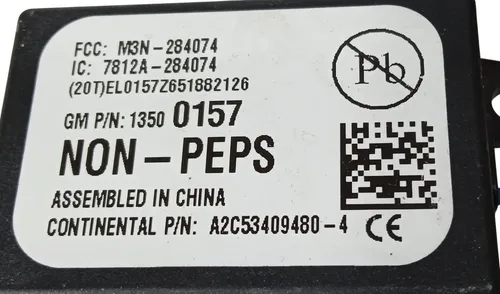 FCC: M3N-284074
IC: 7812A-284074
(20T)EL0157Z651882126
GM P/N: 1350 0157
NON-PEPS
ASSEMBLED IN CHINA
CONTINENTAL P/N: A2C53409480-4 CE
Pb